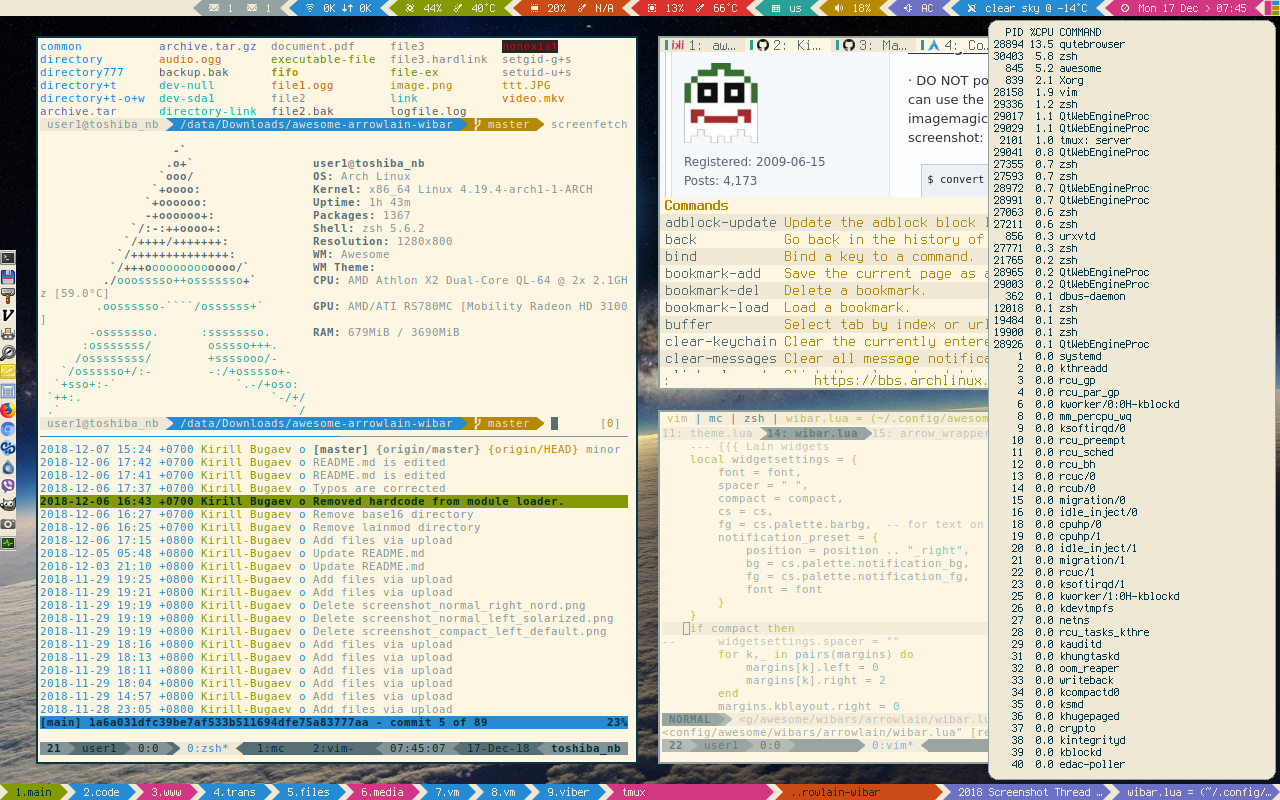 1 1 0K 0K 44% 40°C 20% N/A 13% 66°C us 18% AC clear sky @ -14°C Mon 17 Dec > 07:45
common archive.tar.gz document.pdf file3 nonexist
directory audio.ogg executable-file file3.hardlink setgid-g+s
directory777 backup.bak fifo file-ex setuid-u+s
directory+t dev-null file1.ogg image.png ttt.JPG
directory+t-o+w dev-sda1 file2 link video.mkv
archive.tar directory-link file2.bak logfile.log
user1@toshiba_nb /data/Downloads/awesome-arrowlain-wibar master screenfetch
-`
.o+` user1@toshiba_nb
`ooo/ OS: Arch Linux
`+oooo: Kernel: x86_64 Linux 4.19.4-arch1-1-ARCH
`+oooooo: Uptime: 1h 43m
-+oooooo+: Packages: 1367
`/:-:++oooo+: Shell: zsh 5.6.2
`/++++/+++++++: Resolution: 1280x800
`/++++++++++++++: WM: Awesome
`/+++ooooooooooooo/` WM Theme:
./ooosssso++osssssso+` CPU: AMD Athlon X2 Dual-Core QL-64 @ 2x 2.1GH
z [59.0°C]
.oossssso-````/ossssss+` GPU: AMD/ATI RS780MC [Mobility Radeon HD 3100
]
-osssssso. :ssssssso. RAM: 679MiB / 3690MiB
:osssssss/ osssso+++.
/ossssssss/ +ssssooo/-
`/ossssso+/:- -:/+osssso+-
`+sso+:-` `.-/+oso:
`++:. `-/+/
.` `/
user1@toshiba_nb /data/Downloads/awesome-arrowlain-wibar master [0]
2018-12-07 15:24 +0700 Kirill Bugaev o [master] {origin/master} {origin/HEAD} minor
2018-12-06 17:42 +0700 Kirill Bugaev o README.md is edited
2018-12-06 17:41 +0700 Kirill Bugaev o README.md is edited
2018-12-06 17:37 +0700 Kirill Bugaev o Typos are corrected
2018-12-06 16:43 +0700 Kirill Bugaev o Removed hardcode from module loader.
2018-12-06 16:27 +0700 Kirill Bugaev o Remove base16 directory
2018-12-06 16:25 +0700 Kirill Bugaev o Remove lainmod directory
2018-12-06 17:15 +0800 Kirill-Bugaev o Add files via upload
2018-12-05 05:48 +0800 Kirill-Bugaev o Update README.md
2018-12-03 21:10 +0800 Kirill-Bugaev o Update README.md
2018-11-29 19:25 +0800 Kirill-Bugaev o Add files via upload
2018-11-29 19:21 +0800 Kirill-Bugaev o Add files via upload
2018-11-29 19:19 +0800 Kirill-Bugaev o Delete screenshot_normal_right_nord.png
2018-11-29 19:19 +0800 Kirill-Bugaev o Delete screenshot_normal_left_solarized.png
2018-11-29 19:19 +0800 Kirill-Bugaev o Delete screenshot_compact_left_default.png
2018-11-29 18:16 +0800 Kirill-Bugaev o Add files via upload
2018-11-29 18:13 +0800 Kirill-Bugaev o Add files via upload
2018-11-29 18:11 +0800 Kirill-Bugaev o Add files via upload
2018-11-29 18:04 +0800 Kirill-Bugaev o Add files via upload
2018-11-29 14:57 +0800 Kirill-Bugaev o Add files via upload
2018-11-28 23:05 +0800 Kirill-Bugaev o Add files via upload
[main] 1a6a031dfc39be7af533b511694dfe75a83777aa - commit 5 of 89 23%
21 user1 0:0 0:zsh* 1:mc 2:vim- 07:45:07 17-Dec-18 toshiba_nb
1: aw… 2: Ki… 3: Ma… 4: Co…
· DO NOT po
can use the
imagemagic
screenshot:
Registered: 2009-06-15
Posts: 4,173
$ convert
Commands
adblock-update Update the adblock block l
back Go back in the history of
bind Bind a key to a command.
bookmark-add Save the current page as a
bookmark-del Delete a bookmark.
bookmark-load Load a bookmark.
buffer Select tab by index or url
clear-keychain Clear the currently entere
clear-messages Clear all message notifica
: https://bbs.archlinux.
vim | mc | zsh | wibar.lua = (~/.config/awesom
11: theme.lua 14: wibar.lua 15: arrow_wrapper
--- {{{ Lain widgets
local widgetsettings = {
font = font,
spacer = " ",
compact = compact,
cs = cs,
fg = cs.palette.barbg, -- for text on
notification_preset = {
position = position .. "_right",
bg = cs.palette.notification_bg,
fg = cs.palette.notification_fg,
font = font
}
}
if compact then
-- widgetsettings.spacer = ""
for k,_ in pairs(margins) do
margins[k].left = 0
margins[k].right = 2
end
margins.kblayout.right = 0
NORMAL <g/awesome/wibars/arrowlain/wibar.lu
<config/awesome/wibars/arrowlain/wibar.lua" [re
22 user1 0:0 0:vim*
PID %CPU COMMAND
28894 13.5 qutebrowser
30403 5.8 zsh
845 5.2 awesome
839 2.1 Xorg
28158 1.9 vim
29336 1.2 zsh
29017 1.1 QtWebEngineProc
29029 1.1 QtWebEngineProc
2101 1.0 tmux: server
29041 0.8 QtWebEngineProc
27355 0.7 zsh
27593 0.7 zsh
28972 0.7 QtWebEngineProc
28991 0.7 QtWebEngineProc
27063 0.6 zsh
27211 0.6 zsh
856 0.3 urxvtd
27771 0.3 zsh
21765 0.2 zsh
28965 0.2 QtWebEngineProc
29003 0.2 QtWebEngineProc
362 0.1 dbus-daemon
12018 0.1 zsh
19484 0.1 zsh
19900 0.1 zsh
28926 0.1 QtWebEngineProc
1 0.0 systemd
2 0.0 kthreadd
3 0.0 rcu_gp
4 0.0 rcu_par_gp
6 0.0 kworker/0:0H-kblockd
8 0.0 mm_percpu_wq
9 0.0 ksoftirqd/0
10 0.0 rcu_preempt
11 0.0 rcu_sched
12 0.0 rcu_bh
13 0.0 rcuc/0
14 0.0 rcub/0
15 0.0 migration/0
16 0.0 idle_inject/0
18 0.0 cpuhp/0
19 0.0 cpuhp/1
20 0.0 idle_inject/1
21 0.0 migration/1
22 0.0 rcuc/1
23 0.0 ksoftirqd/1
25 0.0 kworker/1:0H-kblockd
26 0.0 kdevtmpfs
27 0.0 netns
28 0.0 rcu_tasks_kthre
29 0.0 kauditd
31 0.0 khungtaskd
32 0.0 oom_reaper
33 0.0 writeback
34 0.0 kcompactd0
35 0.0 ksmd
36 0.0 khugepaged
37 0.0 crypto
38 0.0 kintegrityd
39 0.0 kblockd
40 0.0 edac-poller
1.main 2.code 3.www 4.trans 5.files 6.media 7.vm 8.vm 9.viber tmux ..rowlain-wibar 2018 Screenshot Thread … wibar.lua = (~/.config/…